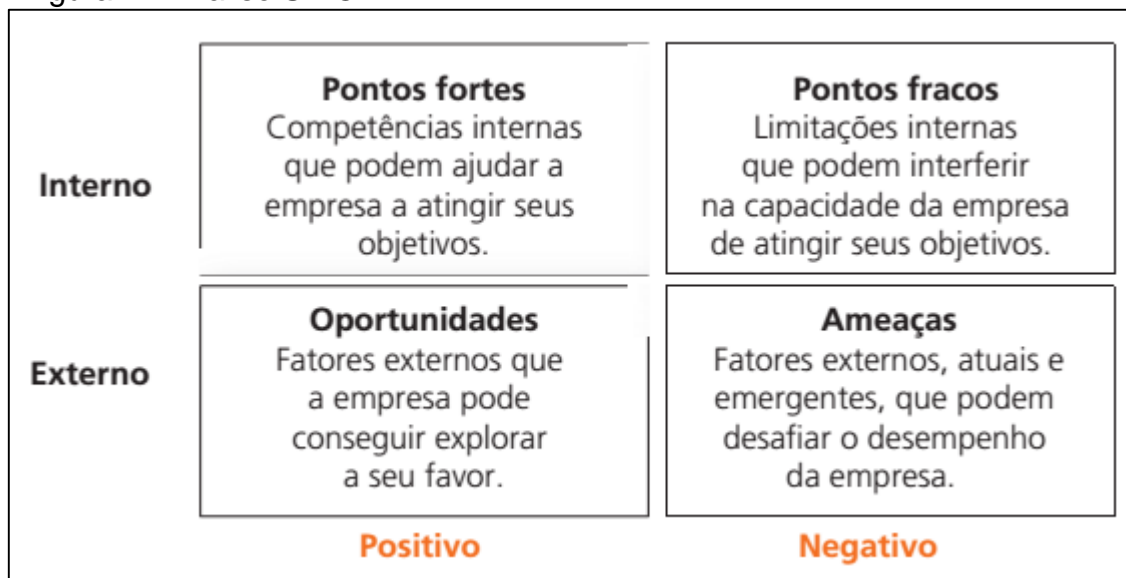 Pontos fortes
Competências internas
que podem ajudar a
empresa a atingir seus
objetivos.
Pontos fracos
Limitações internas
que podem interferir
na capacidade da empresa
de atingir seus objetivos.
Interno
Oportunidades
Fatores externos que
a empresa pode
conseguir explorar
a seu favor.
Ameaças
Fatores externos, atuais e
emergentes, que podem
desafiar o desempenho
da empresa.
Externo
Positivo
Negativo